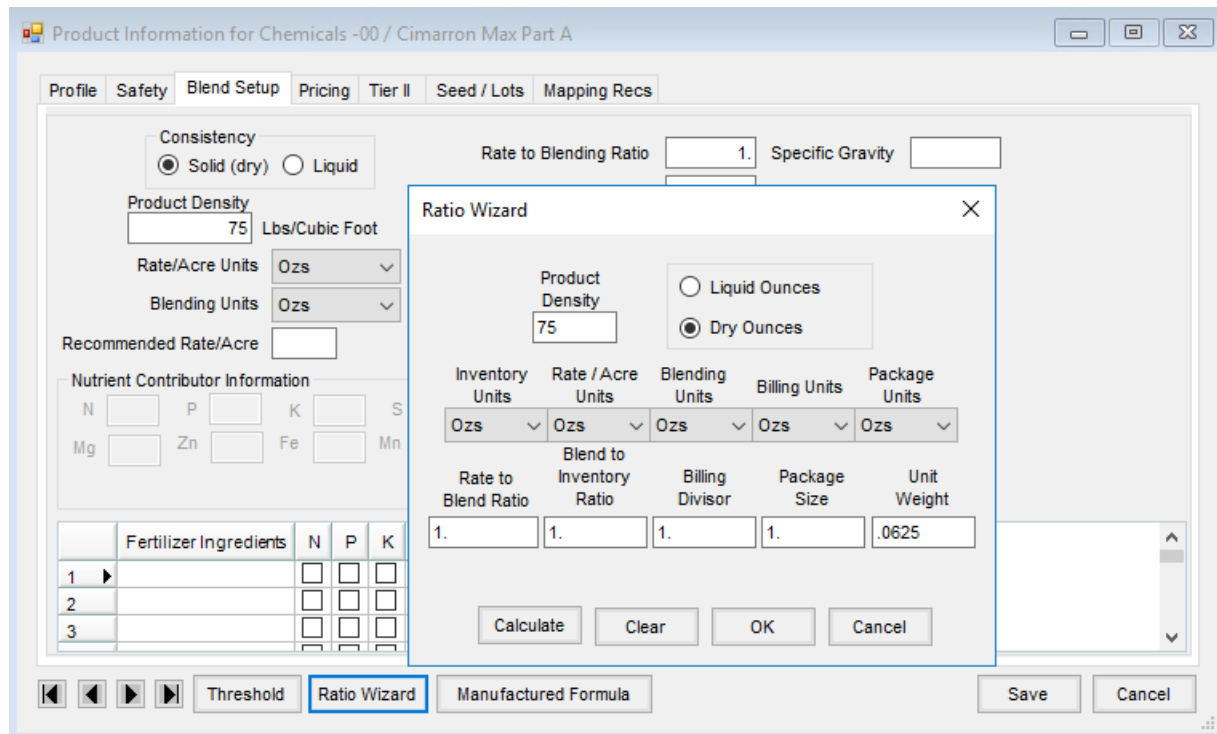 Product Information for Chemicals -00 / Cimarron Max Part A
Profile Safety Blend Setup Pricing Tier II Seed / Lots Mapping Recs
Consistency
Solid (dry) Liquid
Rate to Blending Ratio 1. Specific Gravity
Product Density
75 Lbs/Cubic Foot
Rate/Acre Units Ozs
Blending Units Ozs
Recommended Rate/Acre
Nutrient Contributor Information
N P K S
Mg Zn Fe Mn
Fertilizer Ingredients N P K
1
2
3
Ratio Wizard
Product
Density
75
Liquid Ounces
Dry Ounces
Inventory
Units
Rate / Acre
Units
Blending
Units
Billing Units
Package
Units
Ozs Ozs Ozs Ozs Ozs
Rate to
Blend Ratio
Blend to
Inventory
Ratio
Billing
Divisor
Package
Size
Unit
Weight
1. 1. 1. 1. .0625
Calculate Clear OK Cancel
Threshold Ratio Wizard Manufactured Formula Save Cancel